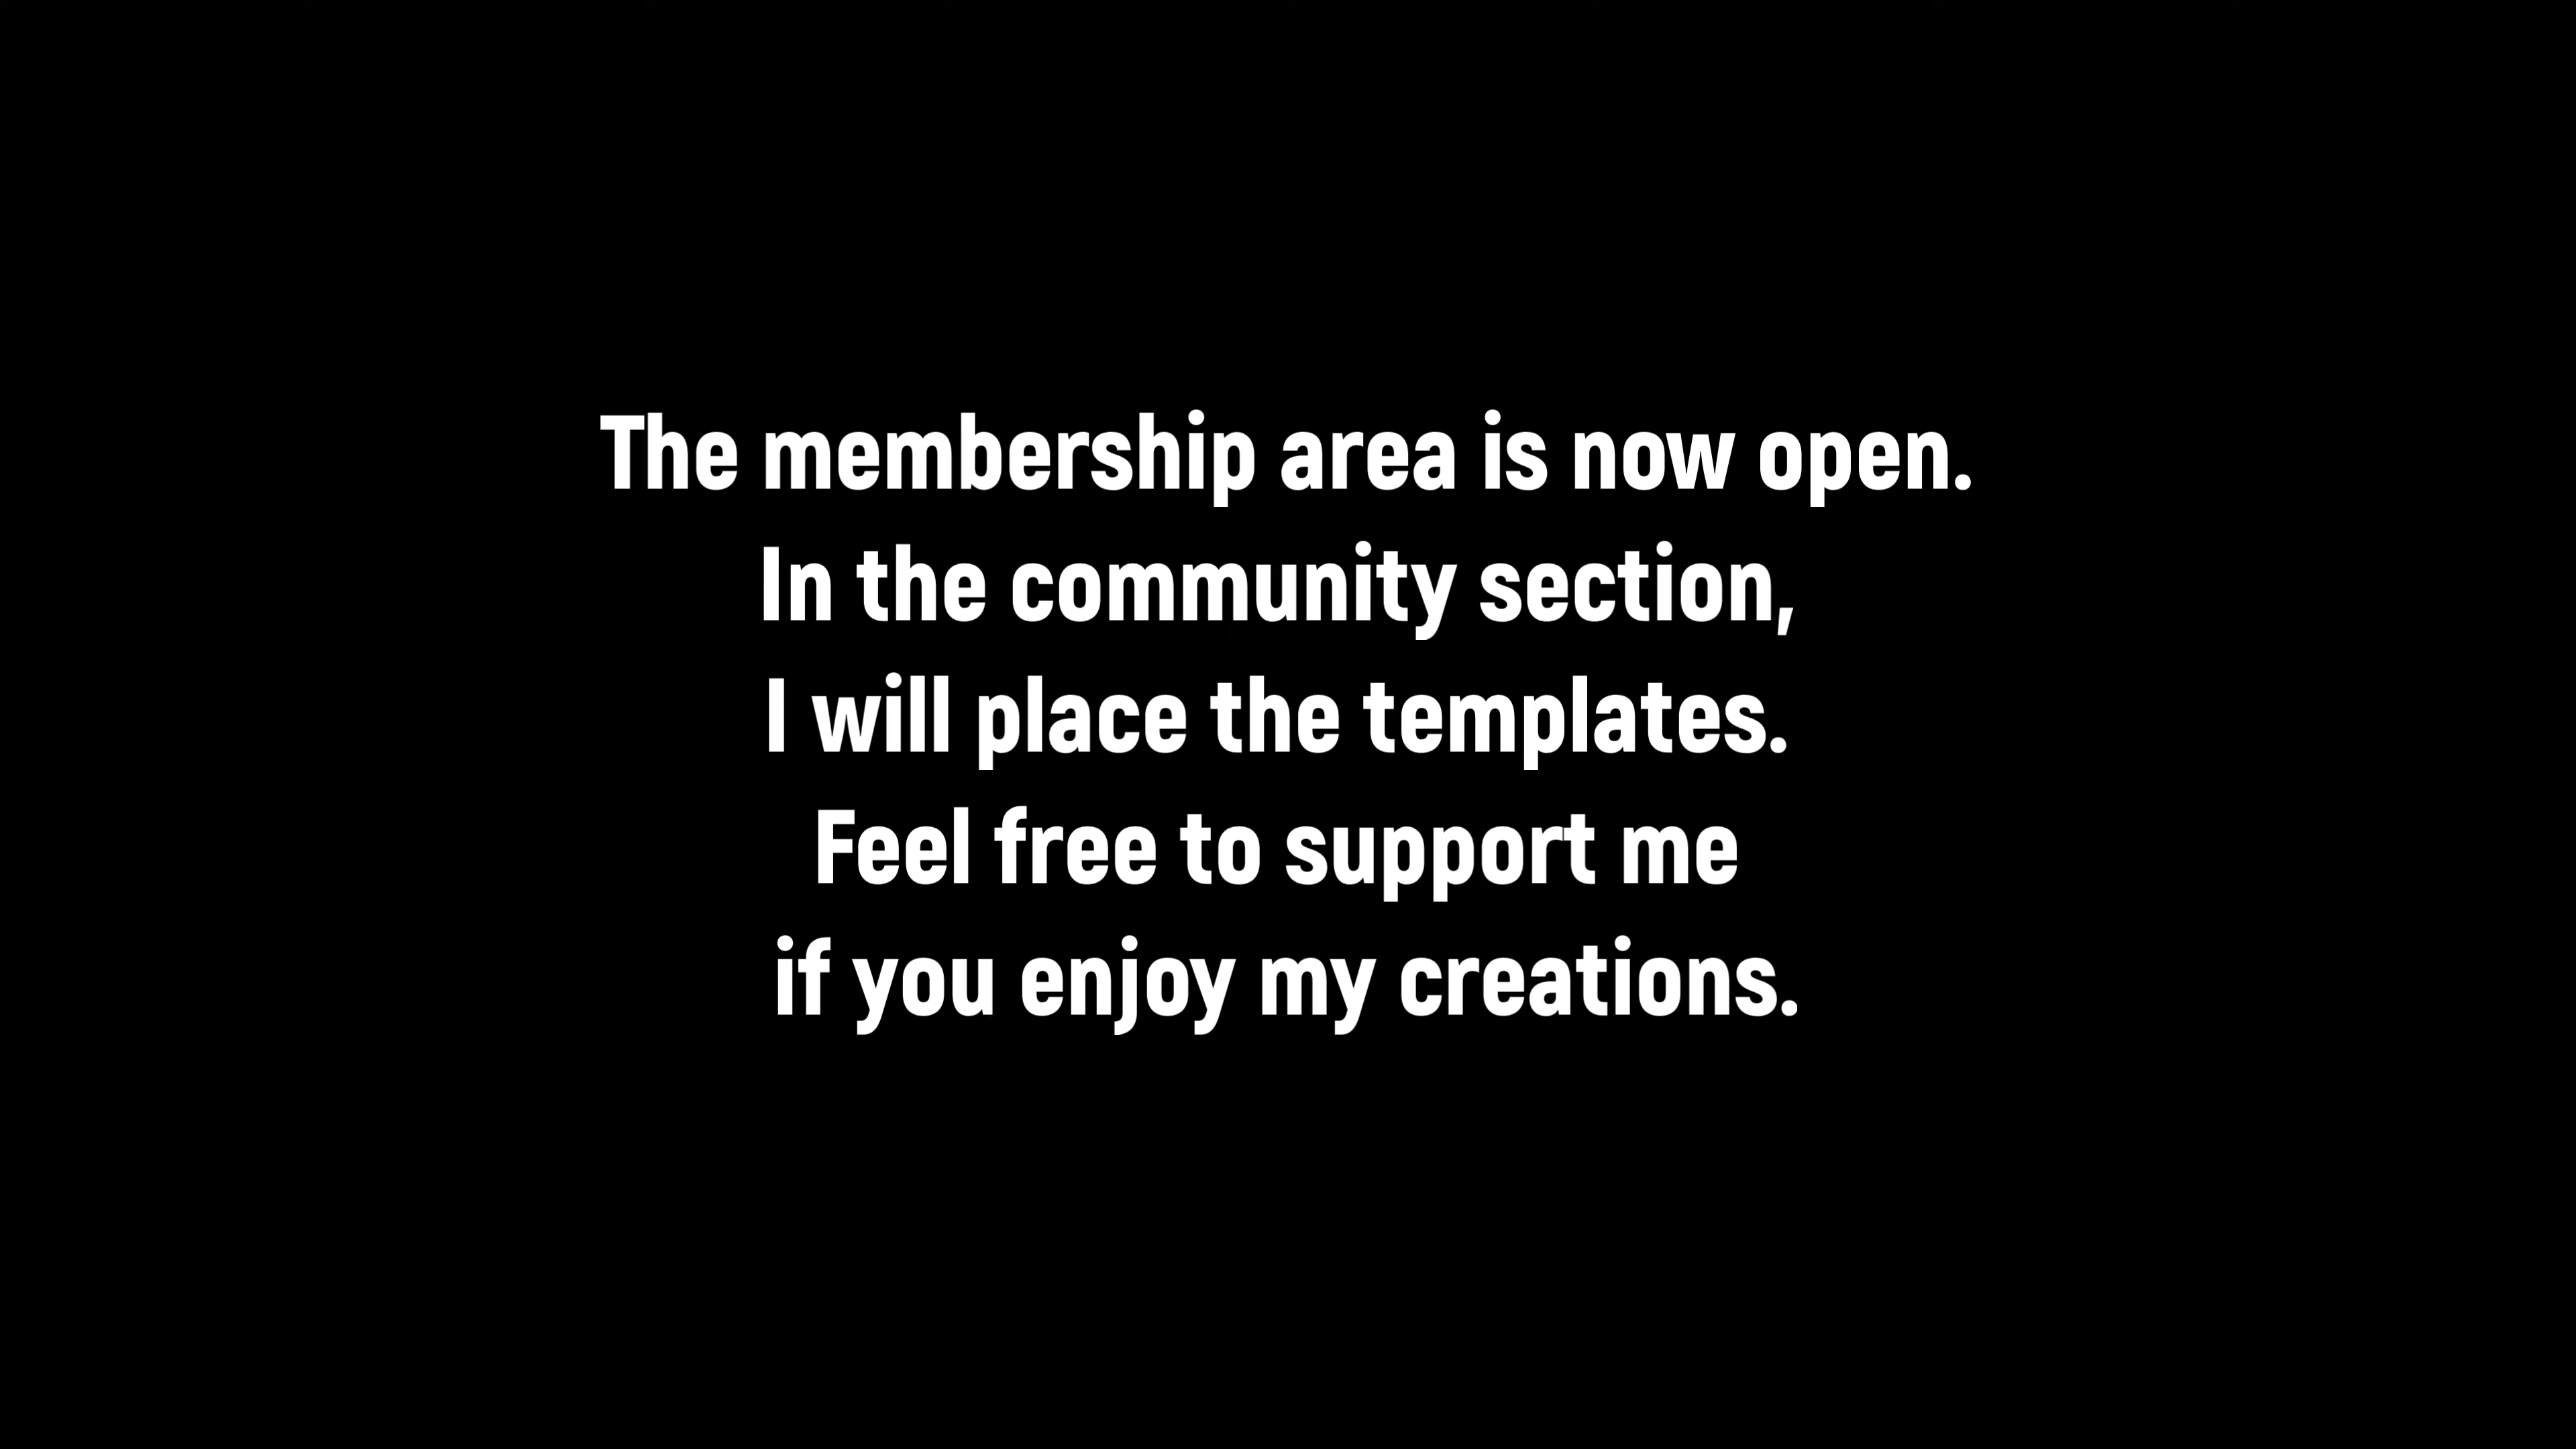 The membership area is now open.
In the community section,
I will place the templates.
Feel free to support me
if you enjoy my creations.